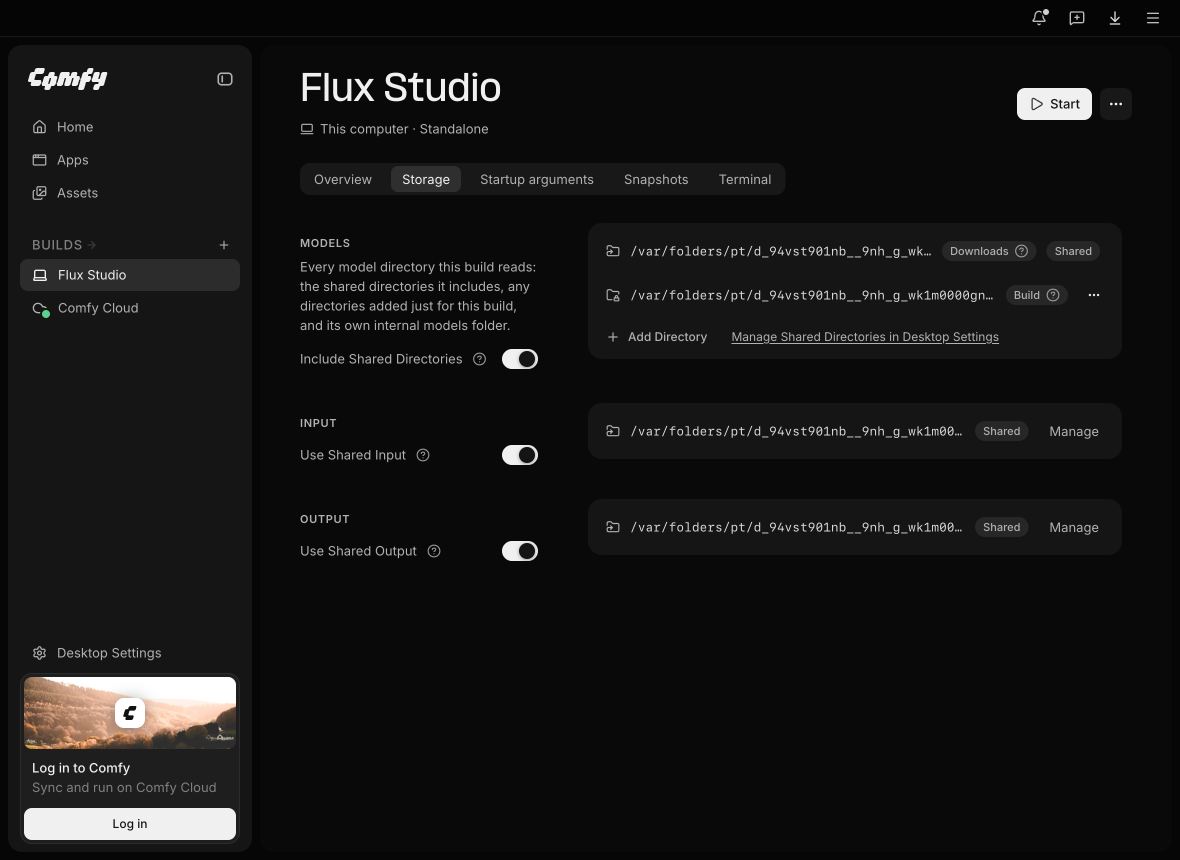 Comfy
Home
Apps
Assets
BUILDS
Flux Studio
Comfy Cloud
Desktop Settings
Log in to Comfy
Sync and run on Comfy Cloud
Log in
Flux Studio
This computer · Standalone
Start
Overview
Storage
Startup arguments
Snapshots
Terminal
MODELS
Every model directory this build reads:
the shared directories it includes, any
directories added just for this build,
and its own internal models folder.
Include Shared Directories
/var/folders/pt/d_94vst901nb__9nh_g_wk… Downloads Shared
/var/folders/pt/d_94vst901nb__9nh_g_wk1m0000gn… Build
Add Directory Manage Shared Directories in Desktop Settings
INPUT
Use Shared Input
/var/folders/pt/d_94vst901nb__9nh_g_wk1m00… Shared Manage
OUTPUT
Use Shared Output
/var/folders/pt/d_94vst901nb__9nh_g_wk1m00… Shared Manage